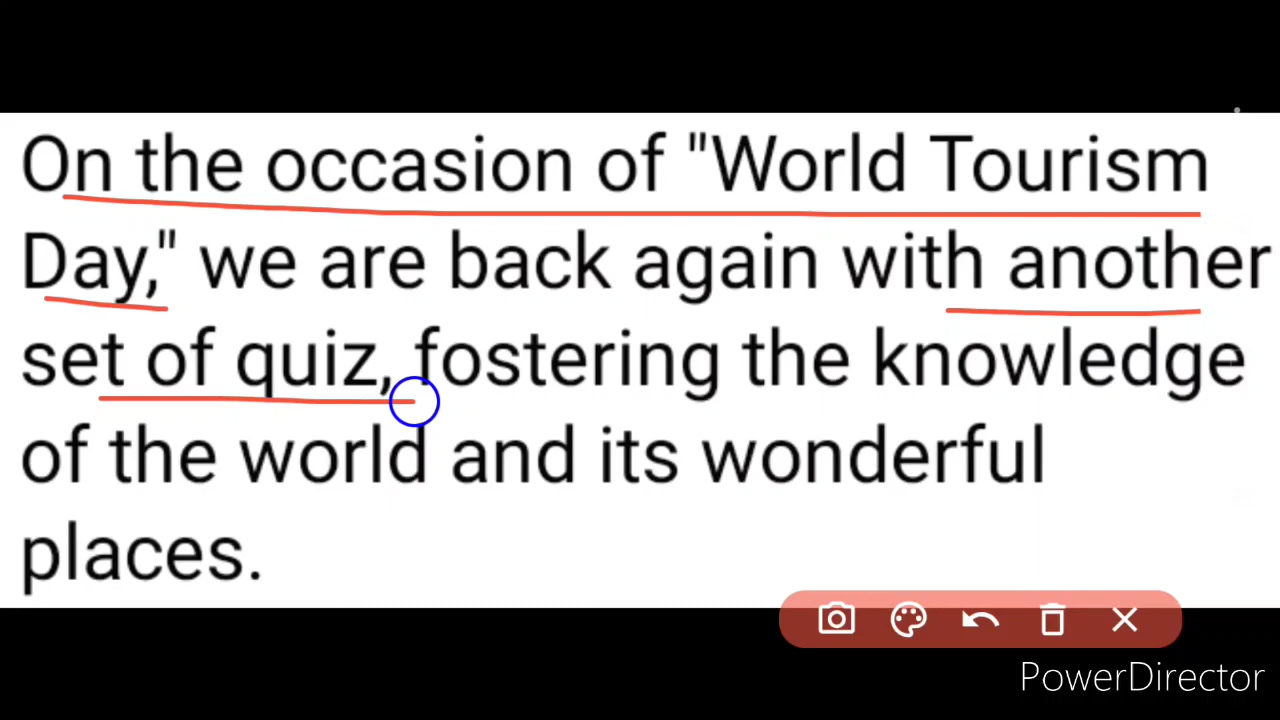 On the occasion of "World Tourism
Day," we are back again with another
set of quiz, fostering the knowledge
of the world and its wonderful
places.
PowerDirector